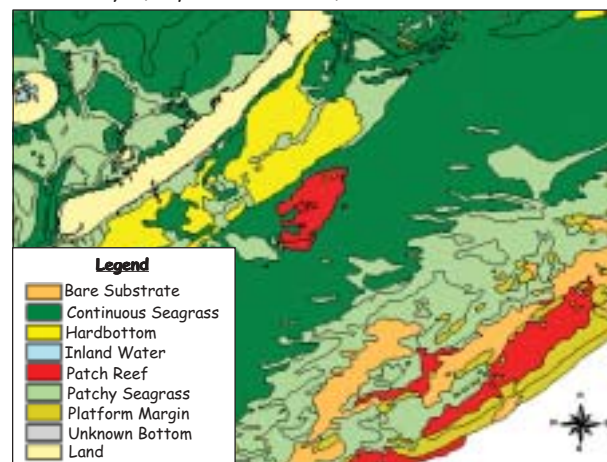 Legend
Bare Substrate
Continuous Seagrass
Hardbottom
Inland Water
Patch Reef
Patchy Seagrass
Platform Margin
Unknown Bottom
Land